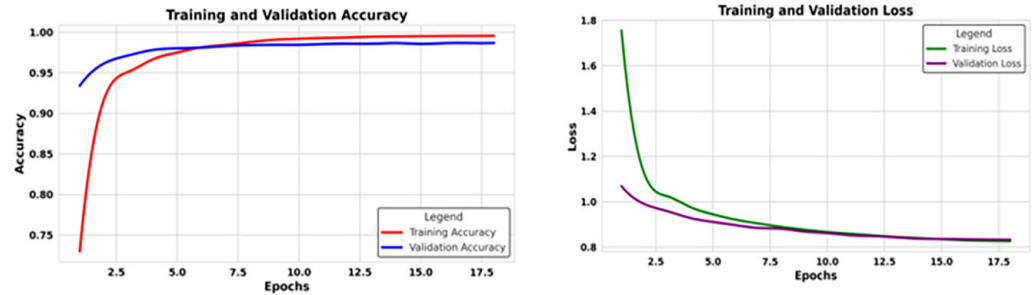 Training and Validation Accuracy
1.00
0.95
0.90
0.85
0.80
0.75
Accuracy
Legend
Training Accuracy
Validation Accuracy
2.5 5.0 7.5 10.0 12.5 15.0 17.5
Epochs
Training and Validation Loss
1.8
1.6
1.4
1.2
1.0
0.8
Loss
Legend
Training Loss
Validation Loss
2.5 5.0 7.5 10.0 12.5 15.0 17.5
Epochs